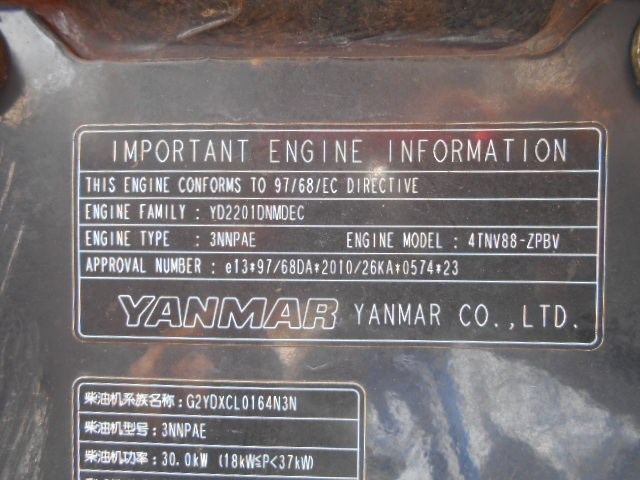 IMPORTANT ENGINE INFORMATION
THIS ENGINE CONFORMS TO 97/68/EC DIRECTIVE
ENGINE FAMILY : YD2201DNMDEC
ENGINE TYPE : 3NNPAE ENGINE MODEL : 4TNV88-ZPBV
APPROVAL NUMBER : e13*97/68DA*2010/26KA*0574*23
YANMAR YANMAR CO.,LTD.
柴油机系族名称: G2YDXCL0164N3N
柴油机型号: 3NNPAE
柴油机功率: 30.0kW (18kW≦P<37kW)